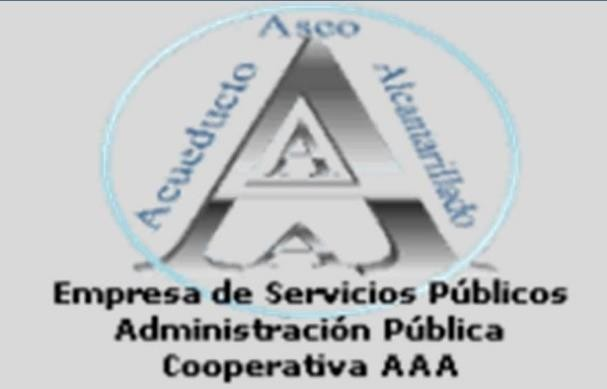 Aseo
Acueducto
Alcantarillado
Empresa de Servicios Públicos
Administración Pública
Cooperativa AAA